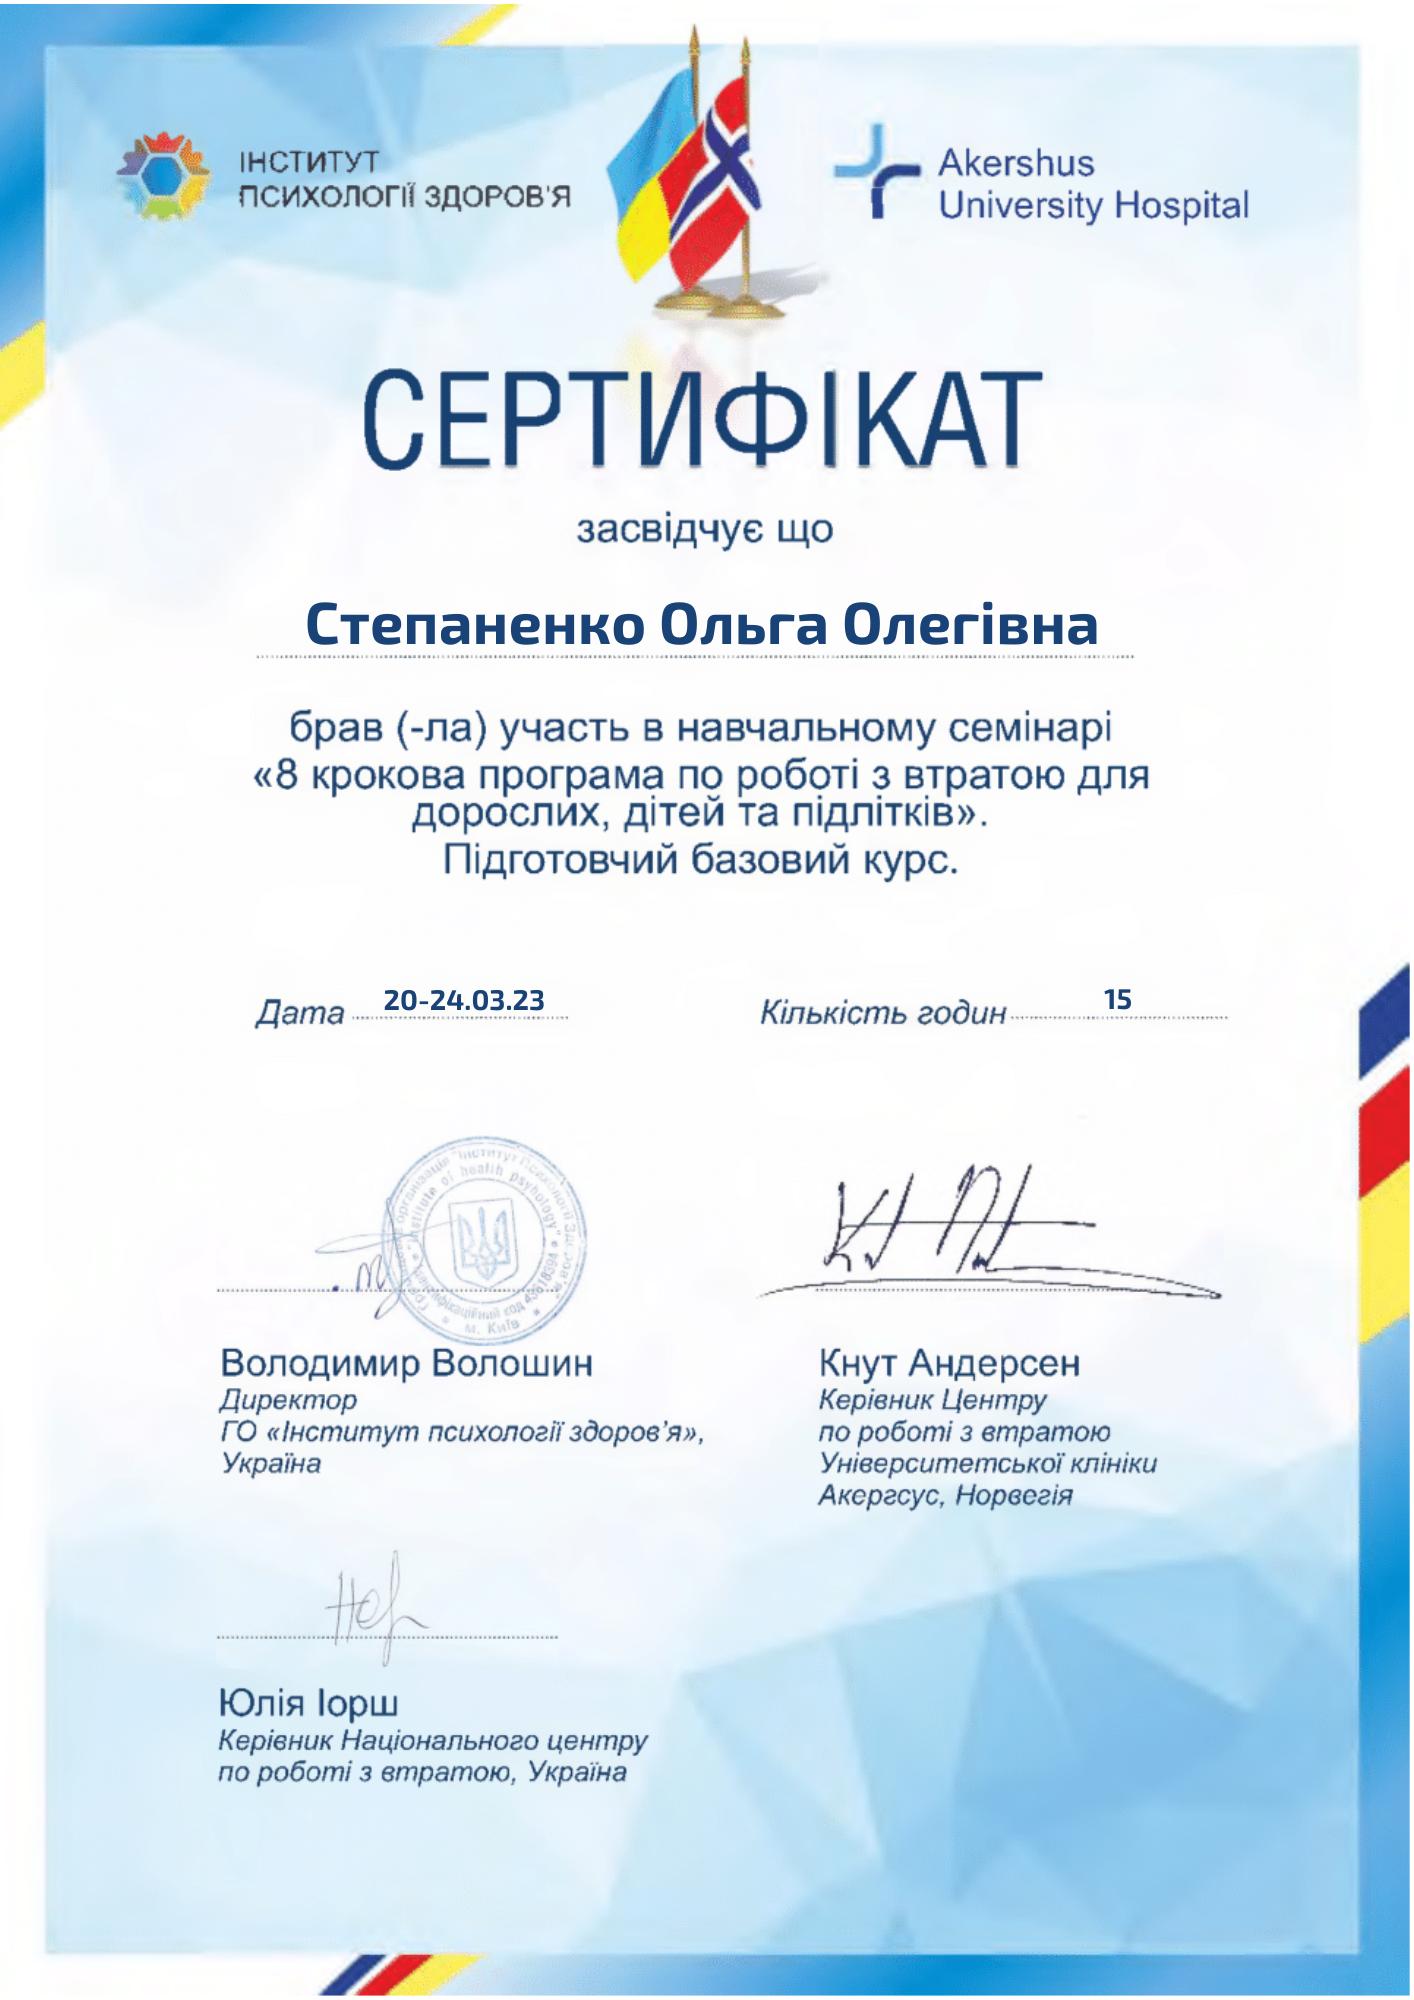 ІНСТИТУТ
ПСИХОЛОГІЇ ЗДОРОВ'Я
Akershus
University Hospital
СЕРТИФІКАТ
засвідчує що
Степаненко Ольга Олегівна
брав (-ла) участь в навчальному семінарі
«8 крокова програма по роботі з втратою для
дорослих, дітей та підлітків».
Підготовчий базовий курс.
Дата 20-24.03.23
Кількість годин 15
організація "Інститут Психології Здоров'я"
Institute of health psyhology"
ідентифікаційний код 43618394
м. Київ
Володимир Волошин
Директор
ГО «Інститут психології здоров’я»,
Україна
Кнут Андерсен
Керівник Центру
по роботі з втратою
Університетської клініки
Акергсус, Норвегія
Юлія Іорш
Керівник Національного центру
по роботі з втратою, Україна